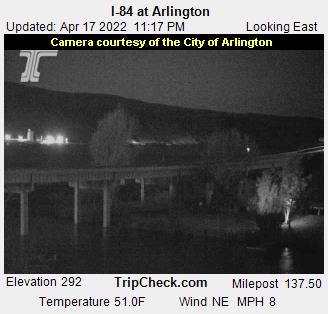 I-84 at Arlington
Updated: Apr 17 2022 11:17 PM Looking East
Camera courtesy of the City of Arlington
Elevation 292 TripCheck.com Milepost 137.50
Temperature 51.0F Wind NE MPH 8